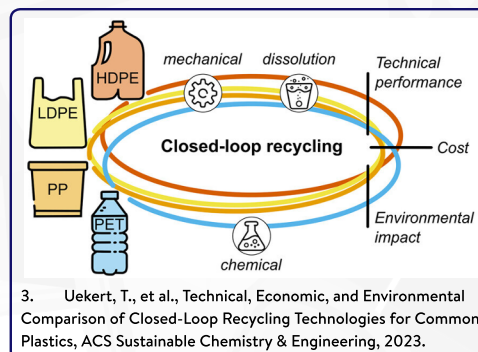 HDPE
mechanical
dissolution
Technical
performance
LDPE
Closed-loop recycling
Cost
PP
PET
Environmental
impact
chemical
3. Uekert, T., et al., Technical, Economic, and Environmental
Comparison of Closed-Loop Recycling Technologies for Common
Plastics, ACS Sustainable Chemistry & Engineering, 2023.